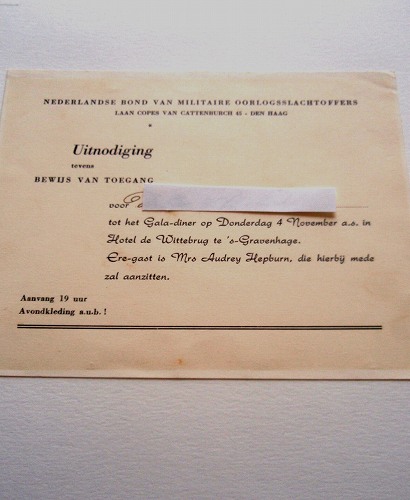 NEDERLANDSE BOND VAN MILITAIRE OORLOGSSLACHTOFFERS
LAAN COPES VAN CATTENBURCH 45 - DEN HAAG
Uitnodiging
tevens
BEWIJS VAN TOEGANG
voor
tot het Gala-diner op Donderdag 4 November a.s. in
Hotel de Wittebrug te 's-Gravenhage.
Ere-gast is Mrs Audrey Hepburn, die hierbij mede
zal aanzitten.
Aanvang 19 uur
Avondkleding a.u.b. !